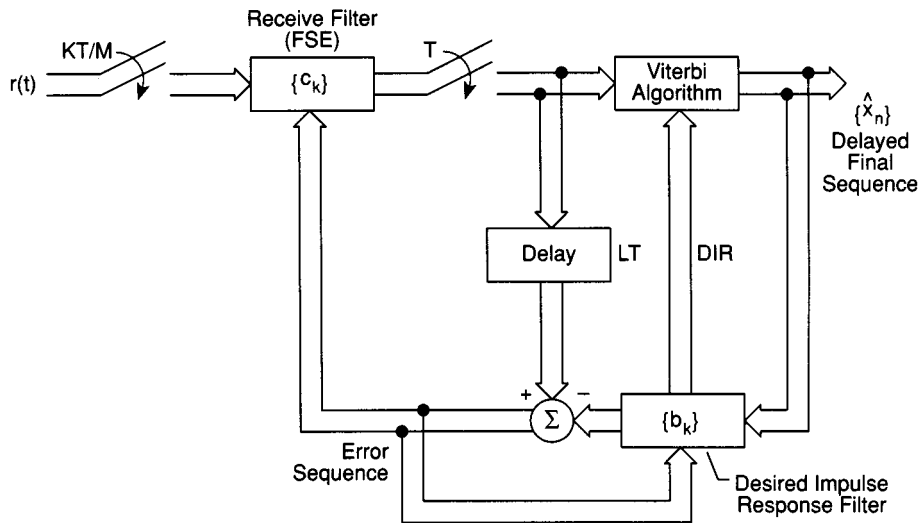 Receive Filter
(FSE)
KT/M
T
r(t)
{c_k}
Viterbi
Algorithm
{x̂_n}
Delayed
Final
Sequence
Delay
LT
DIR
+
−
Σ
{b_k}
Error
Sequence
Desired Impulse
Response Filter